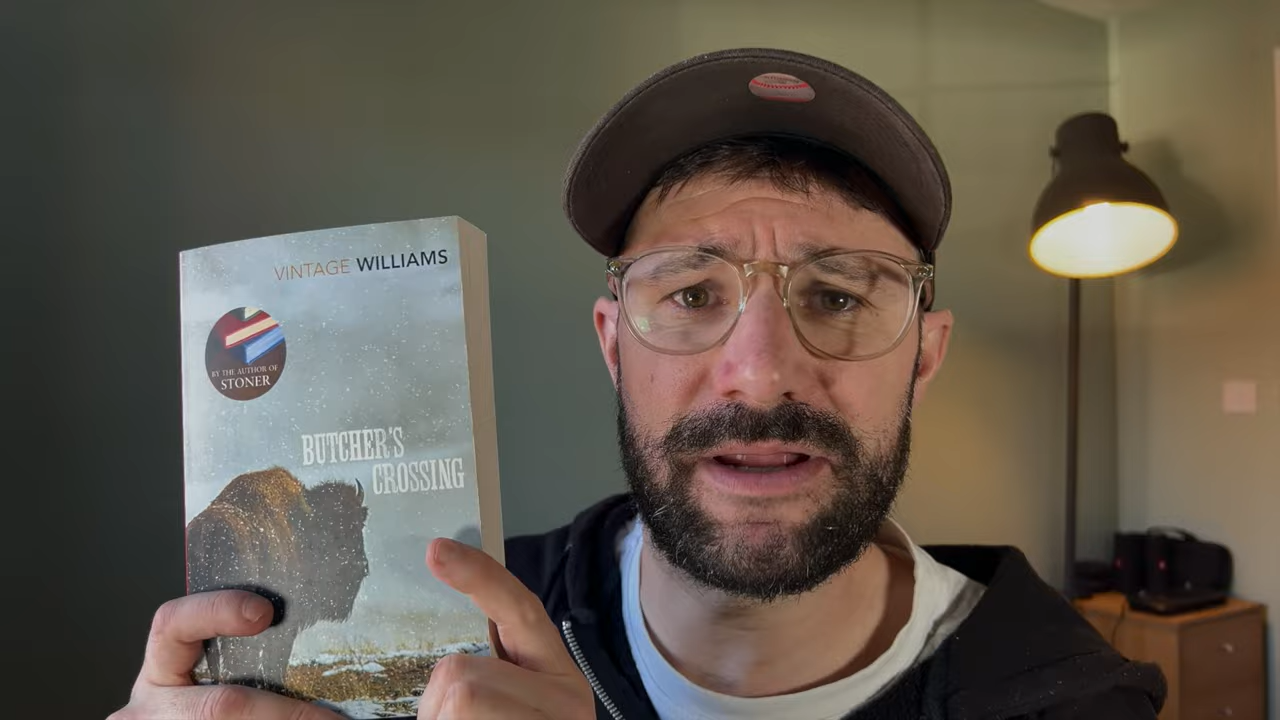 VINTAGE WILLIAMS
BY THE AUTHOR OF
STONER
BUTCHER'S
CROSSING